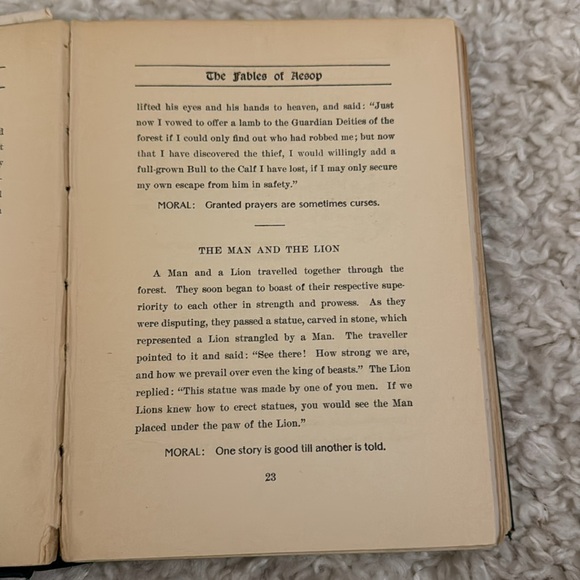 The Fables of Aesop
lifted his eyes and his hands to heaven, and said: “Just
now I vowed to offer a lamb to the Guardian Deities of the
forest if I could only find out who had robbed me; but now
that I have discovered the thief, I would willingly add a
full-grown Bull to the Calf I have lost, if I may only secure
my own escape from him in safety.”
MORAL: Granted prayers are sometimes curses.
THE MAN AND THE LION
A Man and a Lion travelled together through the
forest. They soon began to boast of their respective supe-
riority to each other in strength and prowess. As they
were disputing, they passed a statue, carved in stone, which
represented a Lion strangled by a Man. The traveller
pointed to it and said: “See there! How strong we are,
and how we prevail over even the king of beasts.” The Lion
replied: “This statue was made by one of you men. If we
Lions knew how to erect statues, you would see the Man
placed under the paw of the Lion.”
MORAL: One story is good till another is told.
23